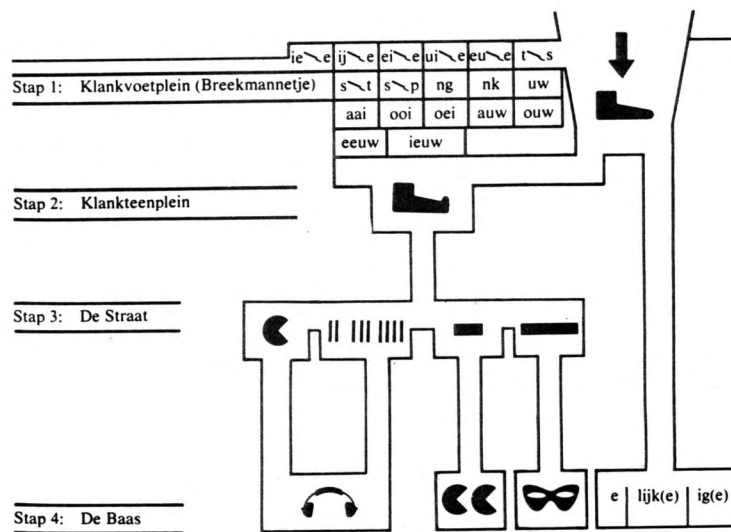 ie e ij e ei e ui e eu e t s
Stap 1: Klankvoetplein (Breekmannetje) s t s p ng nk uw
aai ooi oei auw ouw
eeuw ieuw
Stap 2: Klankteenplein
Stap 3: De Straat
e lijk(e) ig(e)
Stap 4: De Baas